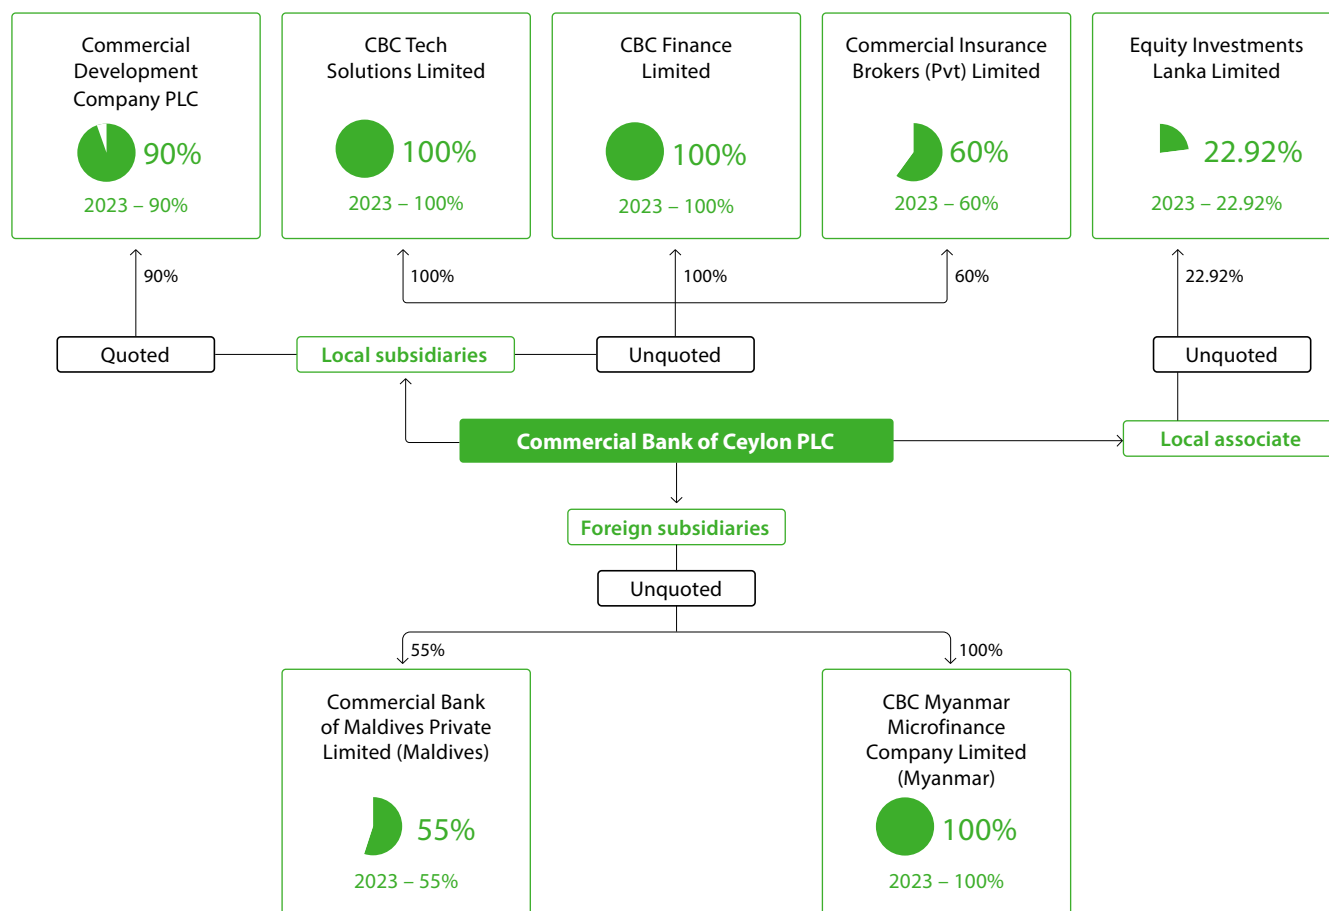 Commercial
Development
Company PLC
90%
2023 – 90%
CBC Tech
Solutions Limited
100%
2023 – 100%
CBC Finance
Limited
100%
2023 – 100%
Commercial Insurance
Brokers (Pvt) Limited
60%
2023 – 60%
Equity Investments
Lanka Limited
22.92%
2023 – 22.92%
90%
100%
100%
60%
22.92%
Quoted
Local subsidiaries
Unquoted
Unquoted
Commercial Bank of Ceylon PLC
Local associate
Foreign subsidiaries
Unquoted
55%
100%
Commercial Bank
of Maldives Private
Limited (Maldives)
55%
2023 – 55%
CBC Myanmar
Microfinance
Company Limited
(Myanmar)
100%
2023 – 100%